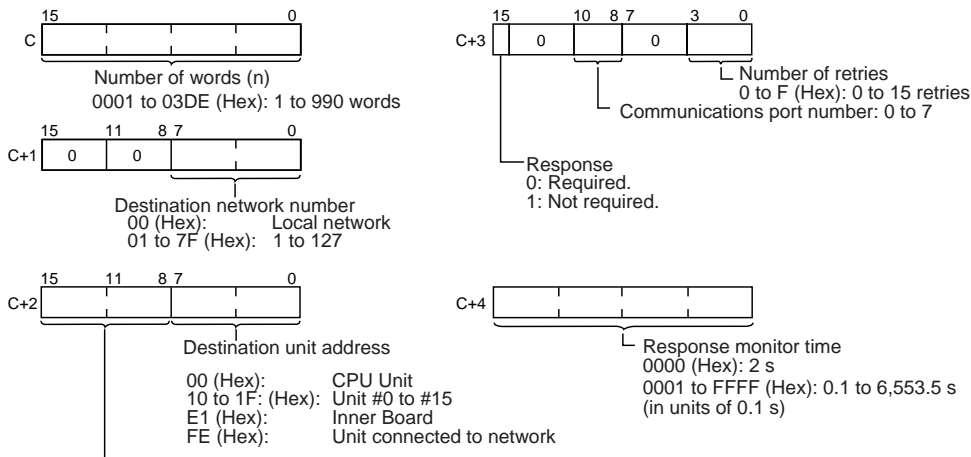 15 0
C
Number of words (n)
0001 to 03DE (Hex): 1 to 990 words
15 11 8 7 0
C+1 0 0
Destination network number
00 (Hex): Local network
01 to 7F (Hex): 1 to 127
15 11 8 7 0
C+2
Destination unit address
00 (Hex): CPU Unit
10 to 1F: (Hex): Unit #0 to #15
E1 (Hex): Inner Board
FE (Hex): Unit connected to network
15 10 8 7 3 0
C+3 0 0
Number of retries
0 to F (Hex): 0 to 15 retries
Communications port number: 0 to 7
Response
0: Required.
1: Not required.
C+4
Response monitor time
0000 (Hex): 2 s
0001 to FFFF (Hex): 0.1 to 6,553.5 s
(in units of 0.1 s)